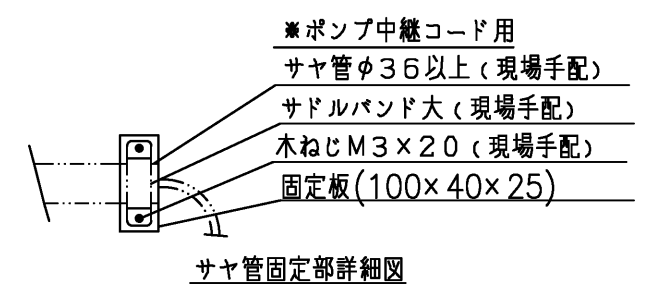 ※ポンプ中継コード用
サヤ管φ36以上(現場手配)
サドルバンド大(現場手配)
木ねじM3×20(現場手配)
固定板(100×40×25)
サヤ管固定部詳細図